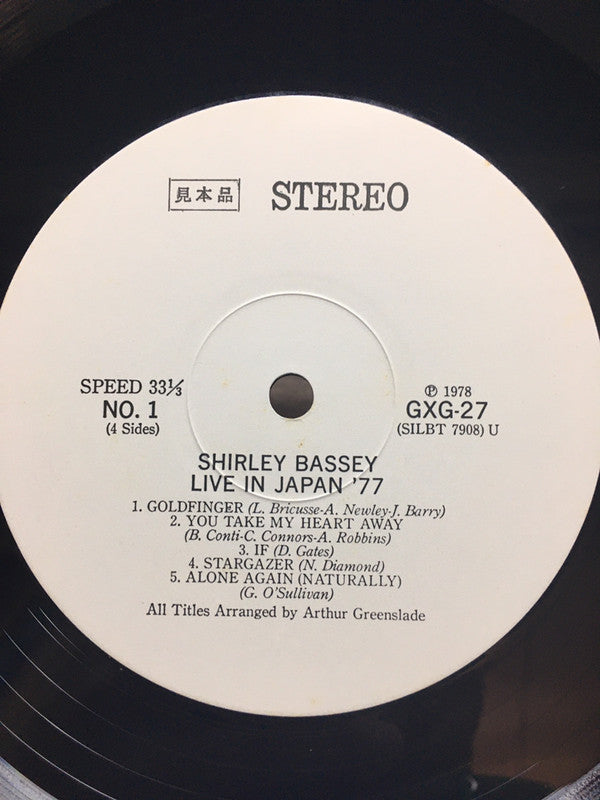 見本品 STEREO
SPEED 33⅓
NO. 1
(4 Sides)
℗ 1978
GXG-27
(SILBT 7908) U
SHIRLEY BASSEY
LIVE IN JAPAN '77
1. GOLDFINGER (L. Bricusse-A. Newley-J. Barry)
2. YOU TAKE MY HEART AWAY
(B. Conti-C. Connors-A. Robbins)
3. IF (D. Gates)
4. STARGAZER (N. Diamond)
5. ALONE AGAIN (NATURALLY)
(G. O'Sullivan)
All Titles Arranged by Arthur Greenslade